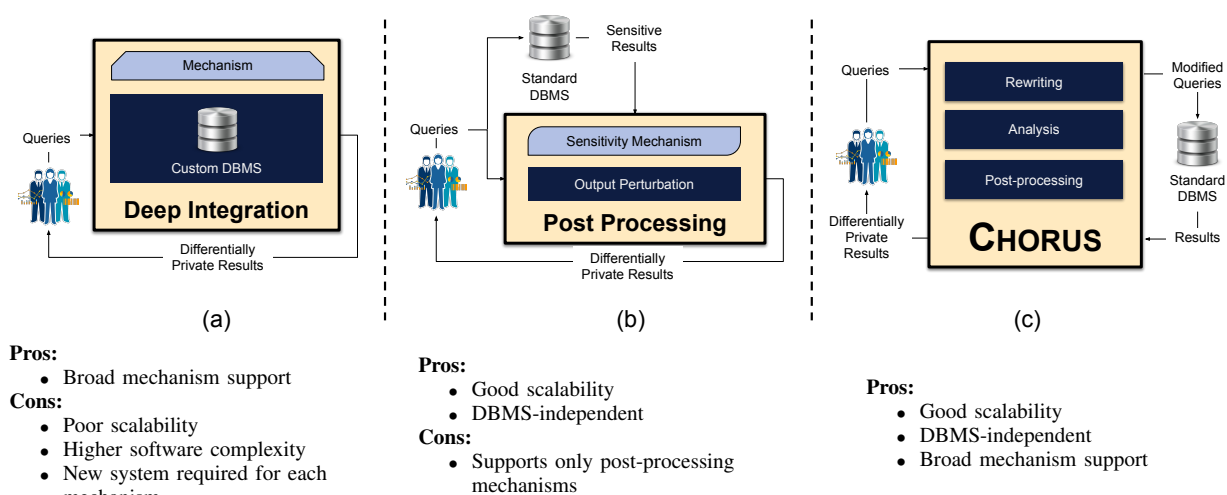 Mechanism
Custom DBMS
Queries
Deep Integration
Differentially
Private Results
(a)
Pros:
• Broad mechanism support
Cons:
• Poor scalability
• Higher software complexity
• New system required for each
mechanism
Standard
DBMS
Sensitive
Results
Queries
Sensitivity Mechanism
Output Perturbation
Post Processing
Differentially
Private Results
(b)
Pros:
• Good scalability
• DBMS-independent
Cons:
• Supports only post-processing
mechanisms
Queries
Rewriting
Analysis
Post-processing
CHORUS
Modified
Queries
Standard
DBMS
Results
Differentially
Private
Results
(c)
Pros:
• Good scalability
• DBMS-independent
• Broad mechanism support